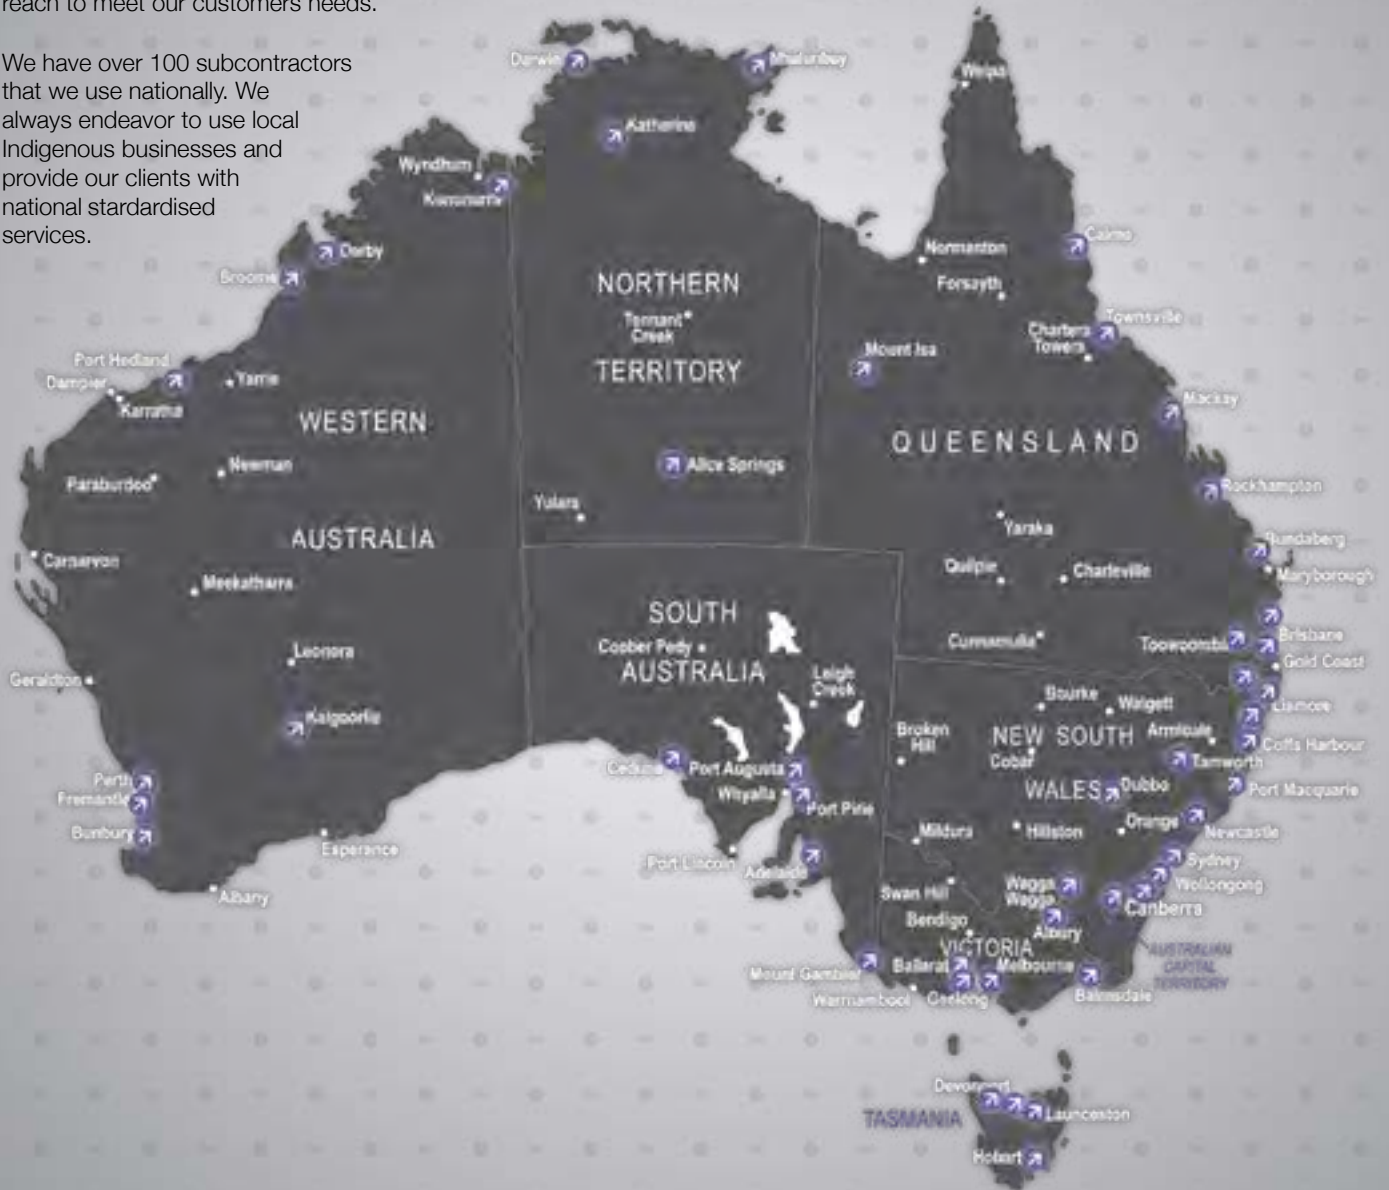 reach to meet our customers needs.
We have over 100 subcontractors
that we use nationally. We
always endeavor to use local
Indigenous businesses and
provide our clients with
national stardardised
services.
Darwin
Nhulunbuy
Weipa
Katherine
Wyndham
Kununurra
Derby
Broome
Normanton
Cairns
Forsayth
NORTHERN
Tennant
Creek
TERRITORY
Townsville
Charters
Towers
Mount Isa
Port Hedland
Dampier
Karratha
Yarrie
Mackay
WESTERN
QUEENSLAND
Newman
Paraburdoo
Alice Springs
Rockhampton
Yulara
Yaraka
AUSTRALIA
Bundaberg
Maryborough
Carnarvon
Quilpie
Charleville
Meekatharra
SOUTH
Coober Pedy
AUSTRALIA
Cunnamulla
Toowoomba
Brisbane
Gold Coast
Leonora
Leigh
Creek
Geraldton
Bourke
Walgett
Lismore
Kalgoorlie
Broken
Hill
NEW SOUTH
Armidale
Cobar
Coffs Harbour
Tamworth
Ceduna
Port Augusta
Perth
Whyalla
WALES
Dubbo
Port Macquarie
Fremantle
Port Pirie
Orange
Newcastle
Bunbury
Mildura
Hillston
Esperance
Port Lincoln
Adelaide
Sydney
Wollongong
Albany
Swan Hill
Wagga
Wagga
Canberra
Bendigo
Albury
VICTORIA
AUSTRALIAN
CAPITAL
TERRITORY
Mount Gambier
Ballarat
Melbourne
Warrnambool
Geelong
Bairnsdale
Devonport
Launceston
TASMANIA
Hobart